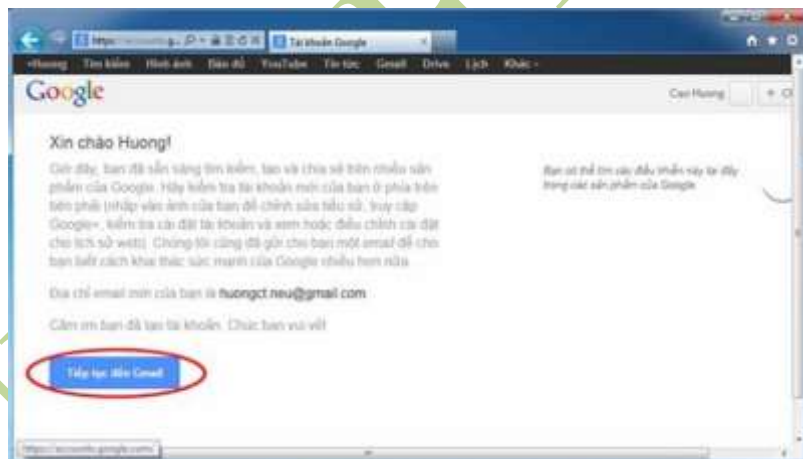 Tài khoản Google
+Huong Tìm kiếm Hình ảnh Bản đồ YouTube Tin tức Gmail Drive Lịch Khác
Google
Cao Huong
Xin chào Huong!
Giờ đây, bạn đã sẵn sàng tìm kiếm, tạo và chia sẻ trên nhiều sản
phẩm của Google. Hãy kiểm tra tài khoản mới của bạn ở phía trên
bên phải (nhấp vào ảnh của bạn để chỉnh sửa tiểu sử, truy cập
Google+, kiểm tra cài đặt tài khoản và xem hoặc điều chỉnh cài đặt
cho lịch sử web). Chúng tôi cũng đã gửi cho bạn một email để cho
bạn biết cách khai thác sức mạnh của Google nhiều hơn nữa.
Bạn có thể tìm các điều khiển này tại đây
trong các sản phẩm của Google
Địa chỉ email mới của bạn là huongct.neu@gmail.com
Cảm ơn bạn đã tạo tài khoản. Chúc bạn vui vẻ!
Tiếp tục đến Gmail